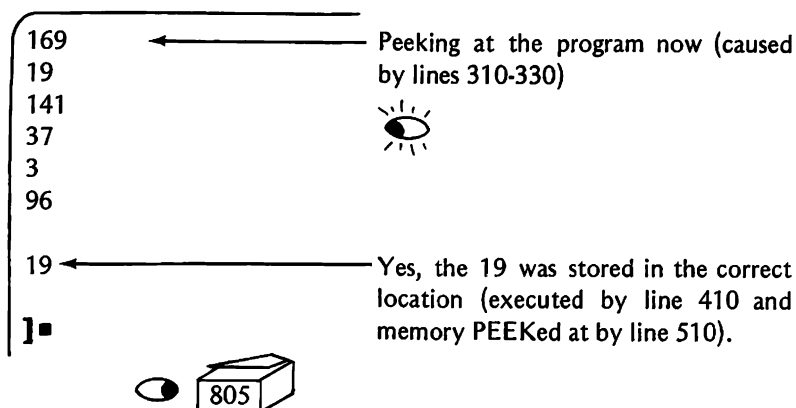 169
Peeking at the program now (caused
by lines 310-330)
19
141
37
3
96
19
Yes, the 19 was stored in the correct
location (executed by line 410 and
memory PEEKed at by line 510).
]■
805